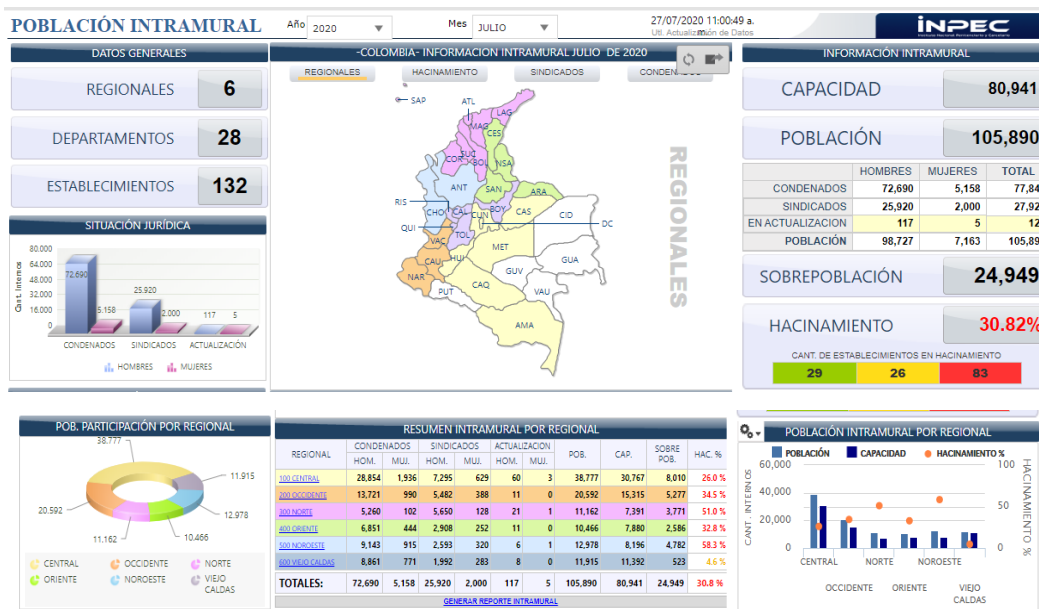 POBLACIÓN INTRAMURAL
Año 2020
Mes JULIO
27/07/2020 11:00:49 a.
INPEC
DATOS GENERALES
REGIONALES 6
DEPARTAMENTOS 28
ESTABLECIMIENTOS 132
SITUACIÓN JURÍDICA
Cant. Internos
80.000
64.000
48.000
32.000
16.000
0
72.690
5.158
25.920
2.000
117
5
CONDENADOS SINDICADOS ACTUALIZACIÓN
HOMBRES MUJERES
-COLOMBIA- INFORMACION INTRAMURAL JULIO DE 2020
REGIONALES HACINAMIENTO SINDICADOS
SAP
ATL
LAG
MAG
CES
SUC
COR
BOL
NSA
ANT
SAN
ARA
RIS
CHO
CAL
BOY
CUN
CAS
CID
DC
QUI
TOL
VAC
MET
CAU
HUI
GUA
GUV
NAR
CAQ
VAU
PUT
AMA
REGIONALES
INFORMACIÓN INTRAMURAL
CAPACIDAD 80,941
POBLACIÓN 105,890
HOMBRES MUJERES TOTAL
CONDENADOS 72,690 5,158 77,84
SINDICADOS 25,920 2,000 27,92
EN ACTUALIZACION 117 5 12
POBLACIÓN 98,727 7,163 105,89
SOBREPOBLACIÓN 24,949
HACINAMIENTO 30.82%
CANT. DE ESTABLECIMIENTOS EN HACINAMIENTO
29 26 83
POB. PARTICIPACIÓN POR REGIONAL
38.777
11.915
12.978
10.466
11.162
20.592
CENTRAL OCCIDENTE NORTE
ORIENTE NOROESTE VIEJO CALDAS
RESUMEN INTRAMURAL POR REGIONAL
REGIONAL CONDENADOS SINDICADOS ACTUALIZACION POB. CAP. SOBRE POB. HAC. %
HOM. MUJ. HOM. MUJ. HOM. MUJ.
100 CENTRAL 28,854 1,936 7,295 629 60 3 38,777 30,767 8,010 26.0 %
200 OCCIDENTE 13,721 990 5,482 388 11 0 20,592 15,315 5,277 34.5 %
300 NORTE 5,260 102 5,650 128 21 1 11,162 7,391 3,771 51.0 %
400 ORIENTE 6,851 444 2,908 252 11 0 10,466 7,880 2,586 32.8 %
500 NOROESTE 9,143 915 2,593 320 6 1 12,978 8,196 4,782 58.3 %
600 VIEJO CALDAS 8,861 771 1,992 283 8 0 11,915 11,392 523 4.6 %
TOTALES: 72,690 5,158 25,920 2,000 117 5 105,890 80,941 24,949 30.8 %
GENERAR REPORTE INTRAMURAL
POBLACIÓN INTRAMURAL POR REGIONAL
POBLACIÓN CAPACIDAD HACINAMIENTO %
CANT . INTERNOS
60,000
40,000
20,000
0
100
50
0
HACINAMIENTO %
CENTRAL NORTE NOROESTE
OCCIDENTE ORIENTE VIEJO CALDAS